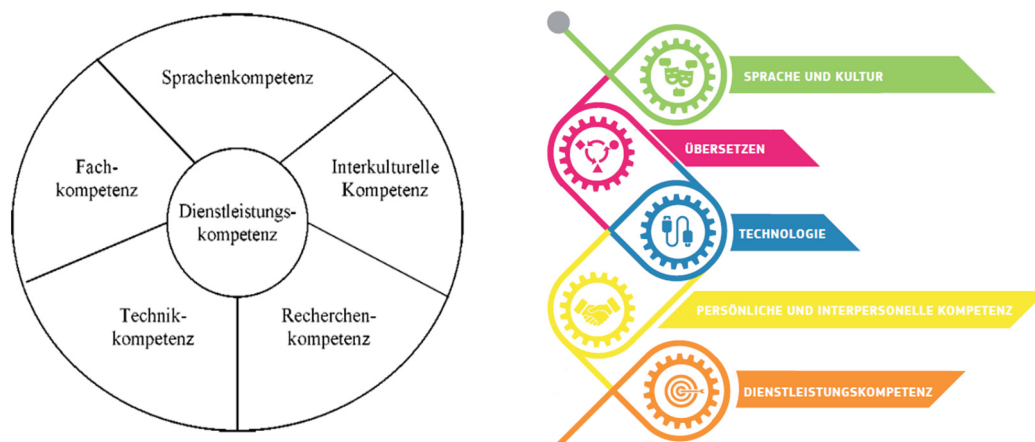 Sprachenkompetenz
Fach-
kompetenz
Interkulturelle
Kompetenz
Dienstleistungs-
kompetenz
Technik-
kompetenz
Recherchen-
kompetenz
SPRACHE UND KULTUR
ÜBERSETZEN
TECHNOLOGIE
PERSÖNLICHE UND INTERPERSONELLE KOMPETENZ
DIENSTLEISTUNGSKOMPETENZ